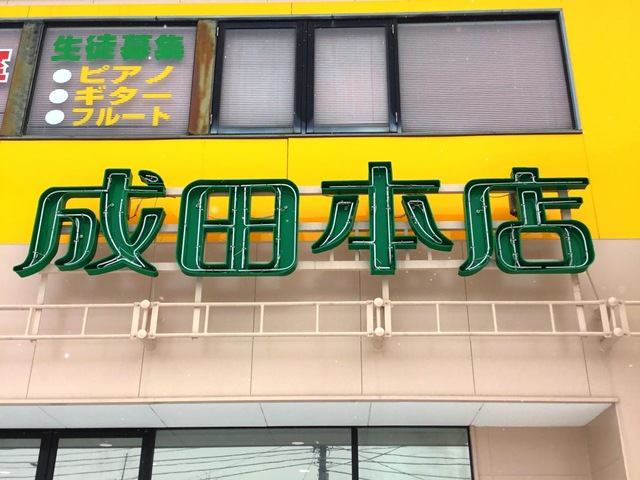 生徒募集
ピアノ
ギター
フルート
成田本店